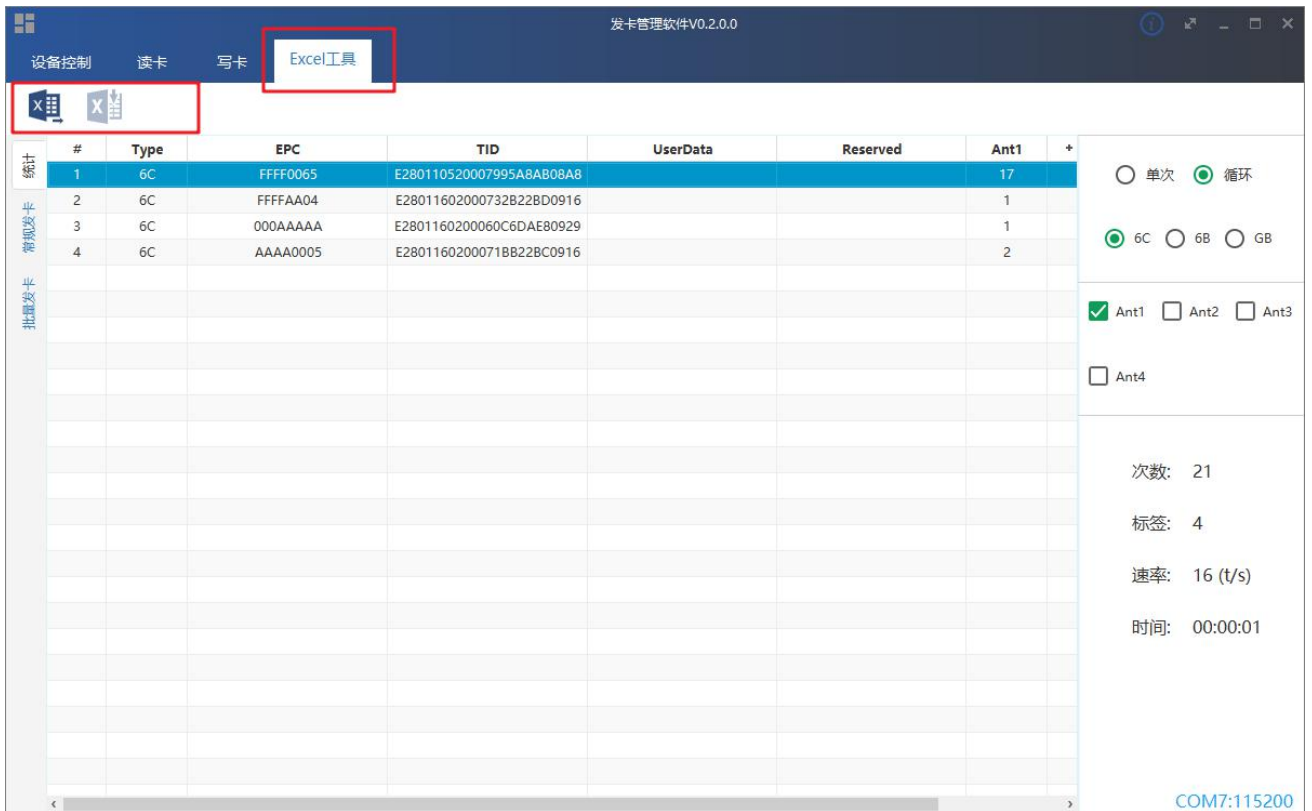 发卡管理软件V0.2.0.0
设备控制 读卡 写卡 Excel工具
# Type EPC TID UserData Reserved Ant1 +
1 6C FFFF0065 E280110520007995A8AB08A8 17
2 6C FFFFAA04 E28011602000732B22BD0916 1
3 6C 000AAAAA E2801160200060C6DAE80929 1
4 6C AAAA0005 E2801160200071BB22BC0916 2
统计
常规发卡
批量发卡
单次 循环
6C 6B GB
Ant1 Ant2 Ant3
Ant4
次数: 21
标签: 4
速率: 16 (t/s)
时间: 00:00:01
COM7:115200